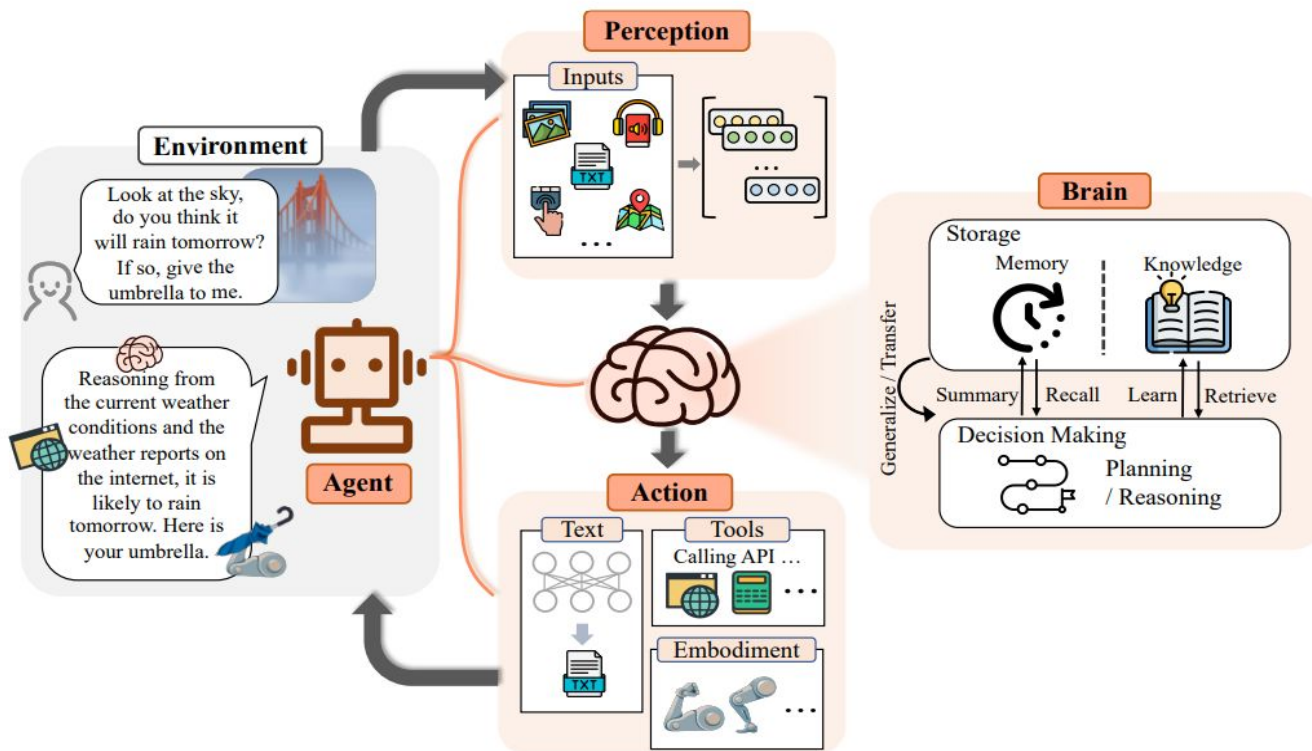 Environment
Look at the sky,
do you think it
will rain tomorrow?
If so, give the
umbrella to me.
Reasoning from
the current weather
conditions and the
weather reports on
the internet, it is
likely to rain
tomorrow. Here is
your umbrella.
Agent
Perception
Inputs
TXT
...
...
Action
Text
TXT
Tools
Calling API ...
...
Embodiment
...
Brain
Storage
Memory
Knowledge
Generalize / Transfer
Summary
Recall
Learn
Retrieve
Decision Making
Planning
/ Reasoning